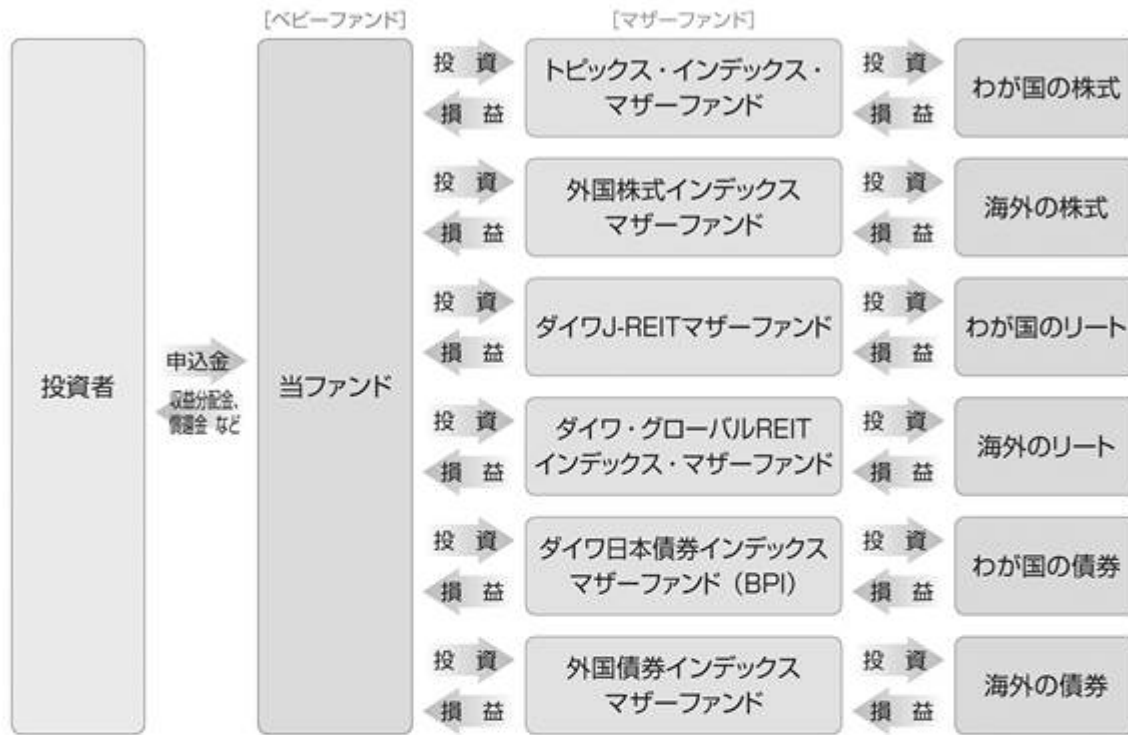 [ベビーファンド]
[マザーファンド]
投資者
申込金
収益分配金、
償還金 など
当ファンド
投 資
損 益
トピックス・インデックス・
マザーファンド
投 資
損 益
わが国の株式
投 資
損 益
外国株式インデックス
マザーファンド
投 資
損 益
海外の株式
投 資
損 益
ダイワJ-REITマザーファンド
投 資
損 益
わが国のリート
投 資
損 益
ダイワ・グローバルREIT
インデックス・マザーファンド
投 資
損 益
海外のリート
投 資
損 益
ダイワ日本債券インデックス
マザーファンド（BPI）
投 資
損 益
わが国の債券
投 資
損 益
外国債券インデックス
マザーファンド
投 資
損 益
海外の債券